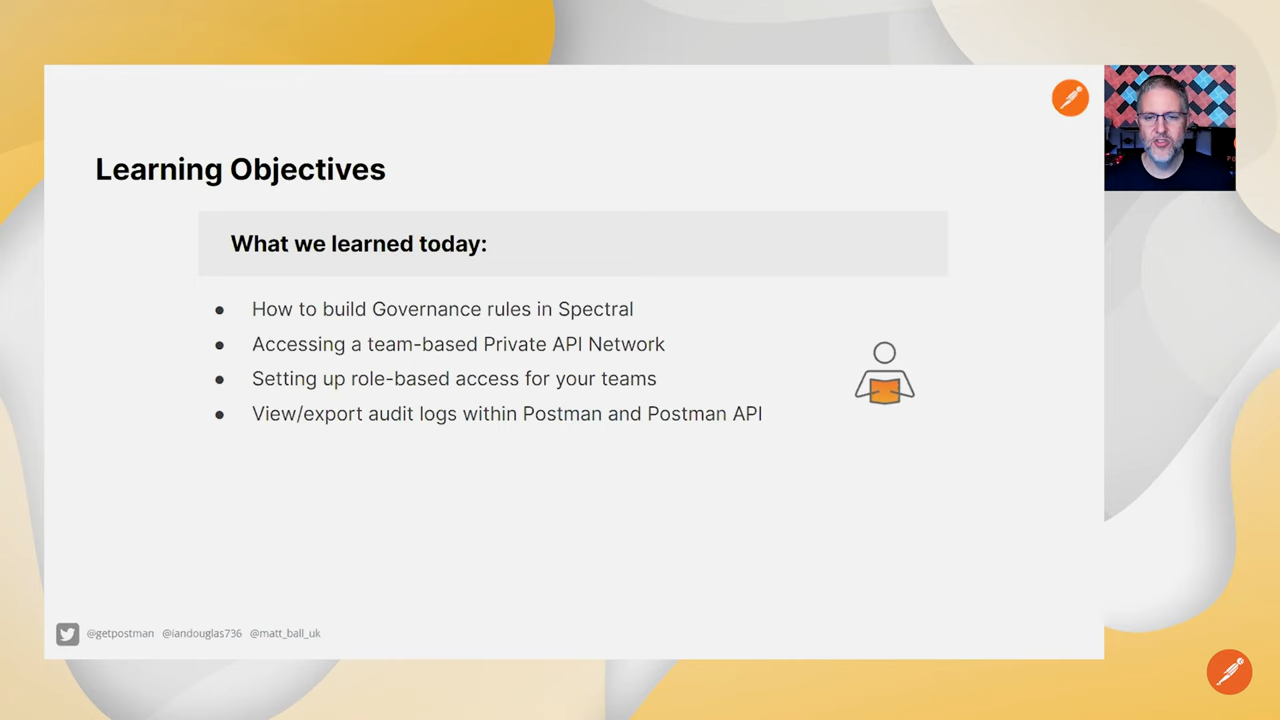 Learning Objectives
What we learned today:
● How to build Governance rules in Spectral
● Accessing a team-based Private API Network
● Setting up role-based access for your teams
● View/export audit logs within Postman and Postman API
@getpostman @iandouglas736 @matt_ball_uk